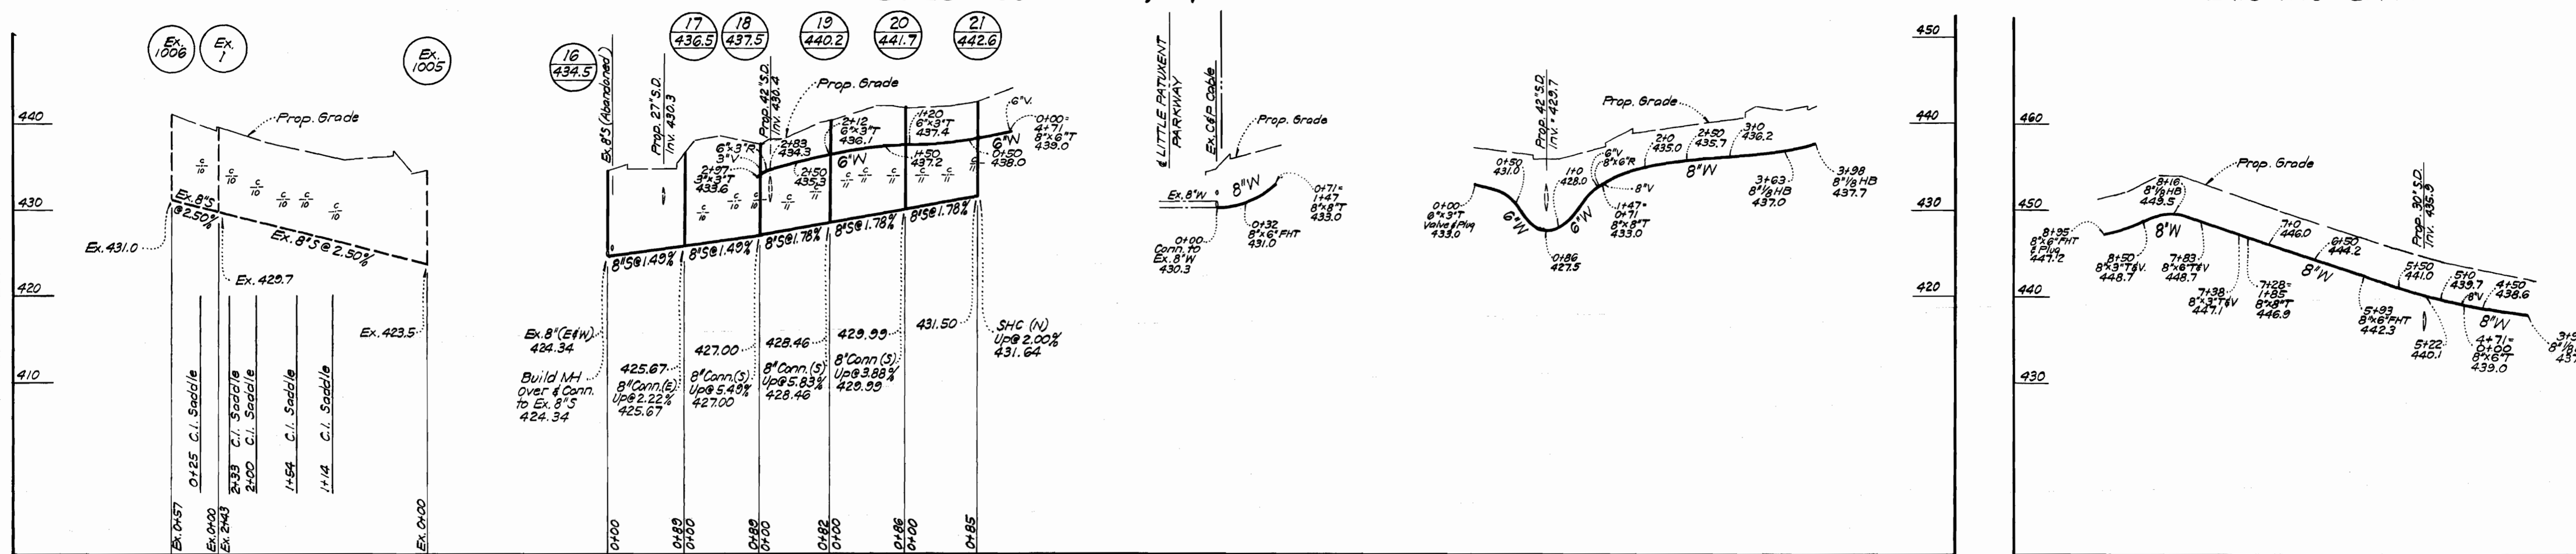 Ex.
1006
Ex.
1
Ex.
1005
440
430
420
410
Prop. Grade
C
10
C
10
C
10
C
10
C
10
C
10
Ex. 8"S
@2.50%
Ex. 8"S@2.50%
Ex. 431.0
Ex. 429.7
Ex. 423.5
0+25 C.I. Saddle
2+33 C.I. Saddle
2+00 C.I. Saddle
1+54 C.I. Saddle
1+14 C.I. Saddle
Ex. 0+57
Ex. 0+00
Ex. 2+43
Ex. 0+00
16
434.5
17
436.5
18
437.5
19
440.2
20
441.7
21
442.6
Ex. 8"S (Abandoned)
Prop. 27"S.D.
Inv. 430.3
Prop. 42"S.D.
Inv. 430.4
Prop. Grade
6"x3"R
3"V
2+97
3"x3"T
433.6
2+83
434.3
2+50
435.3
2+12
6"x3"T
436.1
6"W
1+50
437.2
1+20
6"x3"T
437.4
0+50
438.0
6"W
6"V.
0+00=
4+71
8"x6"T
439.0
C
10
C
10
C
10
C
11
C
11
C
11
C
11
C
11
C
11
C
11
8"S@1.49%
8"S@1.49%
8"S@1.78%
8"S@1.78%
8"S@1.78%
Ex. 8"(E&W)
424.34
Build MH
over & Conn.
to Ex. 8"S
424.34
425.67
8"Conn.(E)
Up@2.22%
425.67
427.00
8"Conn.(S)
Up@5.49%
427.00
428.46
8"Conn.(S)
Up@5.83%
428.46
429.99
8"Conn.(S)
Up@3.88%
429.99
431.50
SHC (N)
Up@2.00%
431.64
0+00
0+89
0+00
0+89
0+00
0+82
0+00
0+86
0+00
0+85
℄ LITTLE PATUXENT
PARKWAY
Ex. C&P Cable
Prop. Grade
Ex. 8"W
8"W
0+00
Conn. to
Ex. 8"W
430.3
0+32
8"x6"FHT
431.0
0+71=
1+47
8"x8"T
433.0
Prop. 42"S.D.
Inv. = 429.7
Prop. Grade
0+00
6"x3"T
Valve & Plug
433.0
0+50
431.0
6"W
0+86
427.5
1+0
428.0
6"W
6"V
8"x6"R
8"V
1+47=
0+71
8"x8"T
433.0
2+0
435.0
2+50
435.7
3+0
436.2
8"W
3+63
8"⅛HB
437.0
3+98
8"⅛HB
437.7
450
440
430
420
460
450
440
430
Prop. Grade
Prop. 30"S.D.
Inv. 435.9
8+95
8"x6"FHT
& Plug
447.2
8+50
8"x3"T&V.
448.7
8+16
8"⅛HB
449.5
8"W
7+83
8"x6"T&V
448.7
7+38
8"x3"T&V
447.1
7+28=
1+85
8"x8"T
446.9
7+0
446.0
6+50
444.2
8"W
5+93
8"x6"FHT
442.3
5+50
441.0
5+22
440.1
5+0
439.7
8"V
4+71=
0+00
8"x6"T
439.0
4+50
438.6
8"W